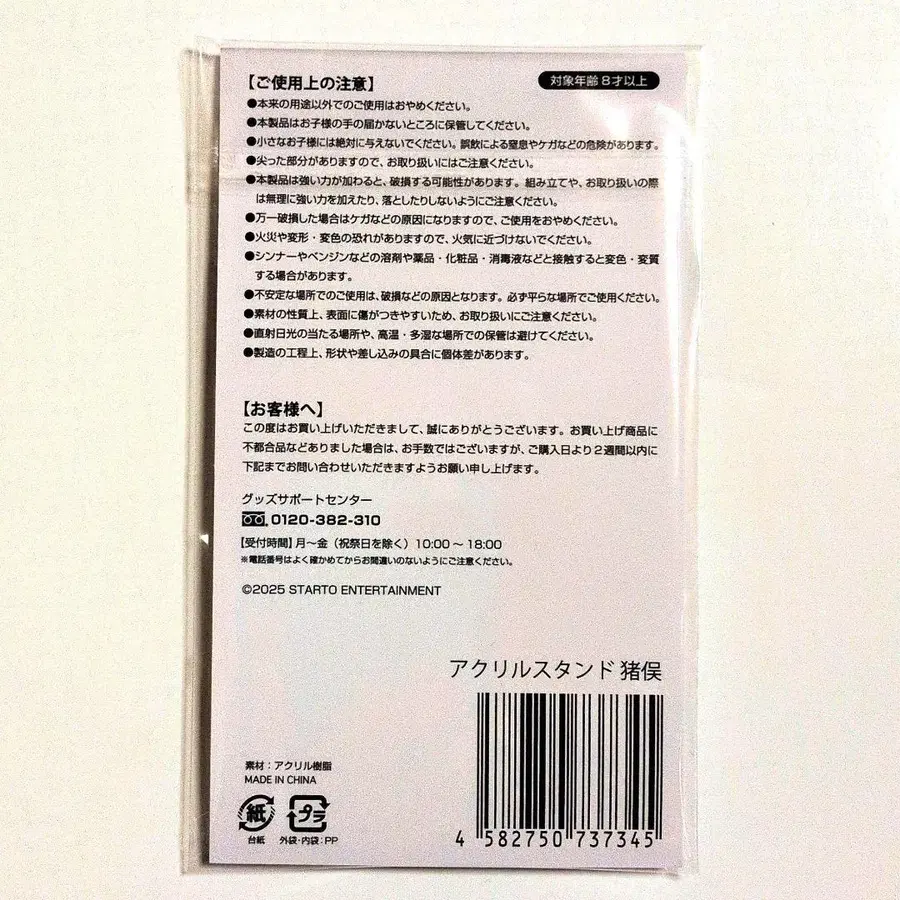 【ご使用上の注意】
対象年齢 8才以上
●本来の用途以外でのご使用はおやめください。
●本製品はお子様の手の届かないところに保管してください。
●小さなお子様には絶対に与えないでください。誤飲による窒息やケガなどの危険があります。
●尖った部分がありますので、お取り扱いにはご注意ください。
●本製品は強い力が加わると、破損する可能性があります。組み立てや、お取り扱いの際
は無理に強い力を加えたり、落としたりしないようにご注意ください。
●万一破損した場合はケガなどの原因になりますので、ご使用をおやめください。
●火災や変形・変色の恐れがありますので、火気に近づけないでください。
●シンナーやベンジンなどの溶剤や薬品・化粧品・消毒液などと接触すると変色・変質
する場合があります。
●不安定な場所でのご使用は、破損などの原因となります。必ず平らな場所でご使用ください。
●素材の性質上、表面に傷がつきやすいため、お取り扱いにご注意ください。
●直射日光の当たる場所や、高温・多湿な場所での保管は避けてください。
●製造の工程上、形状や差し込みの具合に個体差があります。
【お客様へ】
この度はお買い上げいただきまして、誠にありがとうございます。お買い上げ商品に
不都合品などありました場合は、お手数ではございますが、ご購入日より2週間以内に
下記までお問い合わせいただきますようお願い申し上げます。
グッズサポートセンター
0120-382-310
【受付時間】月～金（祝祭日を除く）10:00～18:00
※電話番号はよく確かめてからお間違いのないようにご注意ください。
©2025 STARTO ENTERTAINMENT
アクリルスタンド 猪俣
素材：アクリル樹脂
MADE IN CHINA
紙
プラ
台紙
外袋・内袋：PP
4 582750 737345